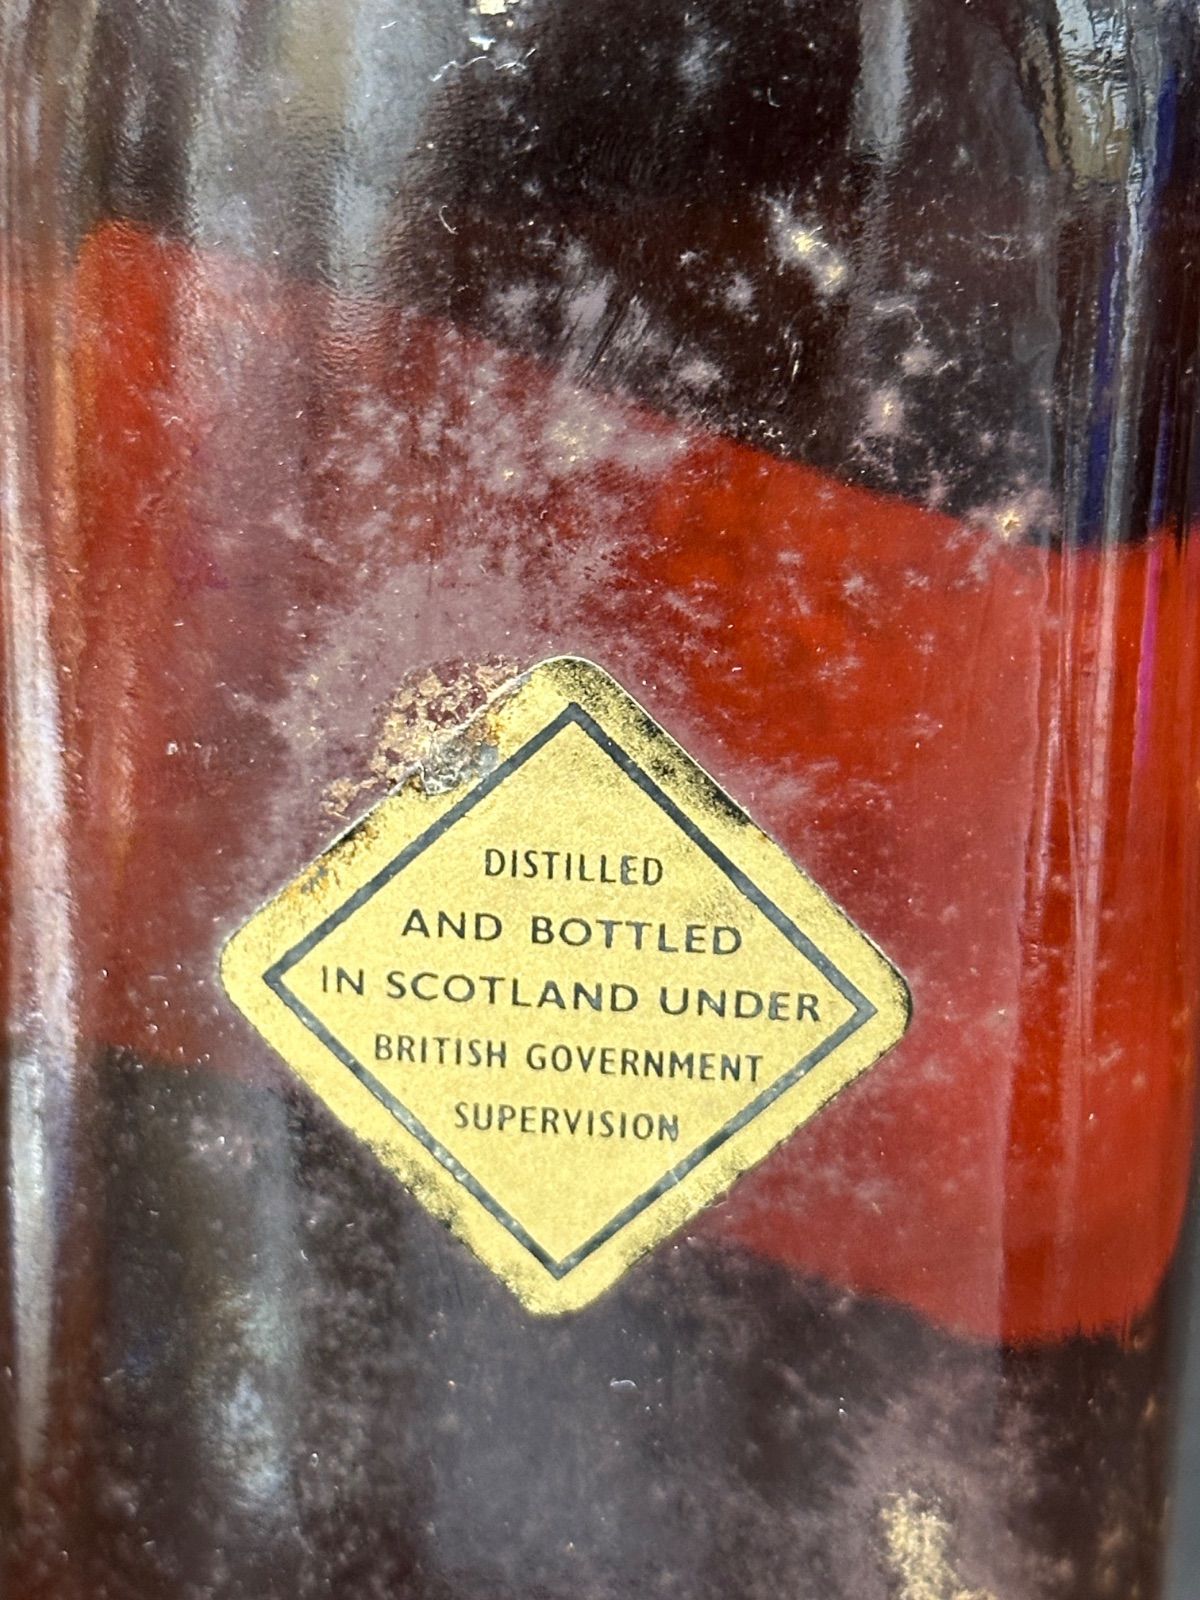 DISTILLED
AND BOTTLED
IN SCOTLAND UNDER
BRITISH GOVERNMENT
SUPERVISION